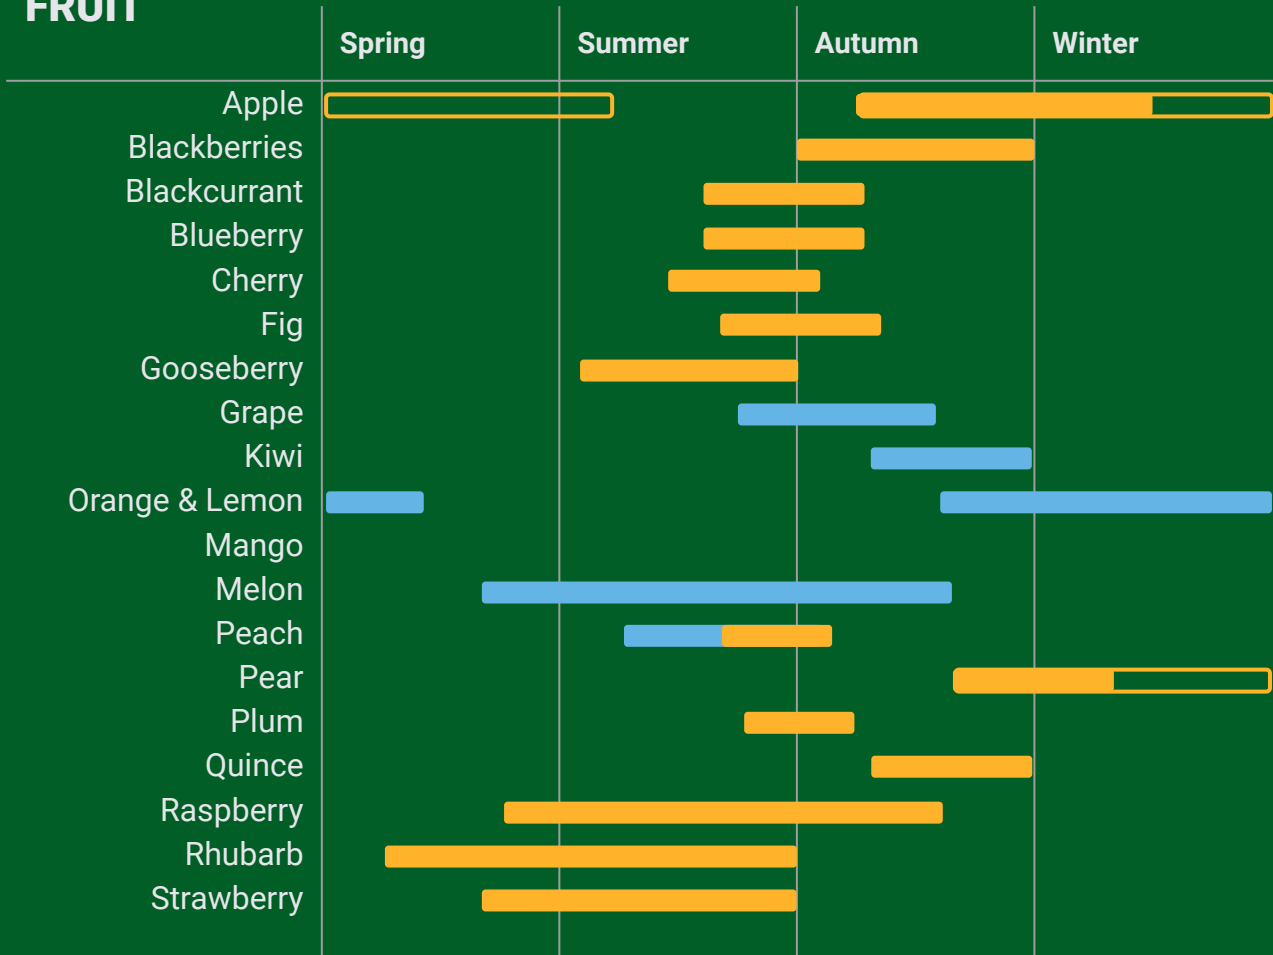 FRUIT
Spring Summer Autumn Winter
Apple
Blackberries
Blackcurrant
Blueberry
Cherry
Fig
Gooseberry
Grape
Kiwi
Orange & Lemon
Mango
Melon
Peach
Pear
Plum
Quince
Raspberry
Rhubarb
Strawberry